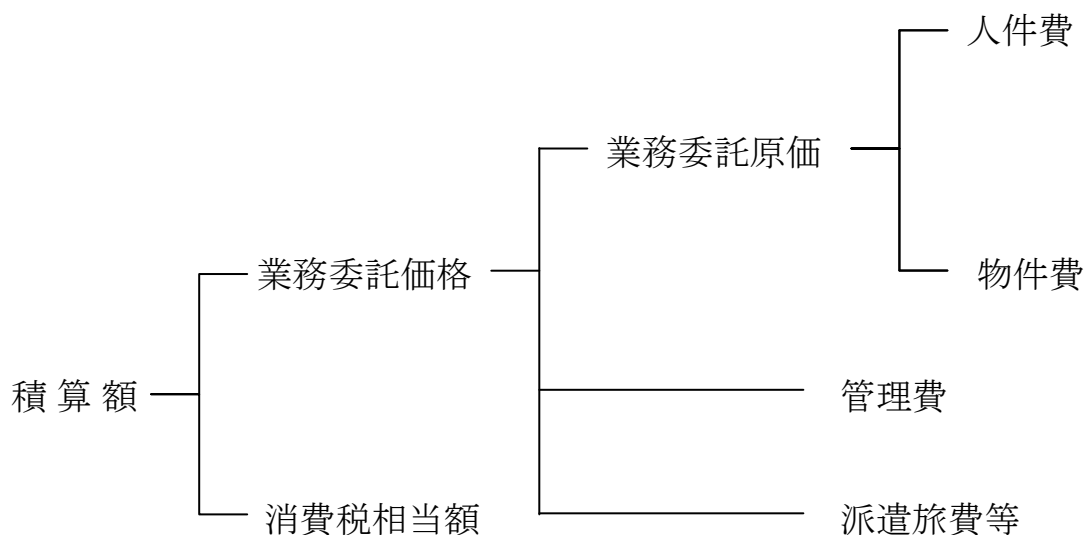 人件費
業務委託原価
物件費
業務委託価格
積 算 額
管理費
消費税相当額
派遣旅費等